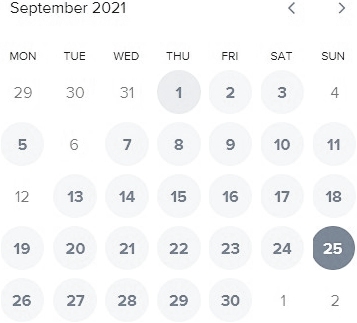 September 2021
MON TUE WED THU FRI SAT SUN
29 30 31 1 2 3 4
5 6 7 8 9 10 11
12 13 14 15 16 17 18
19 20 21 22 23 24 25
26 27 28 29 30 1 2